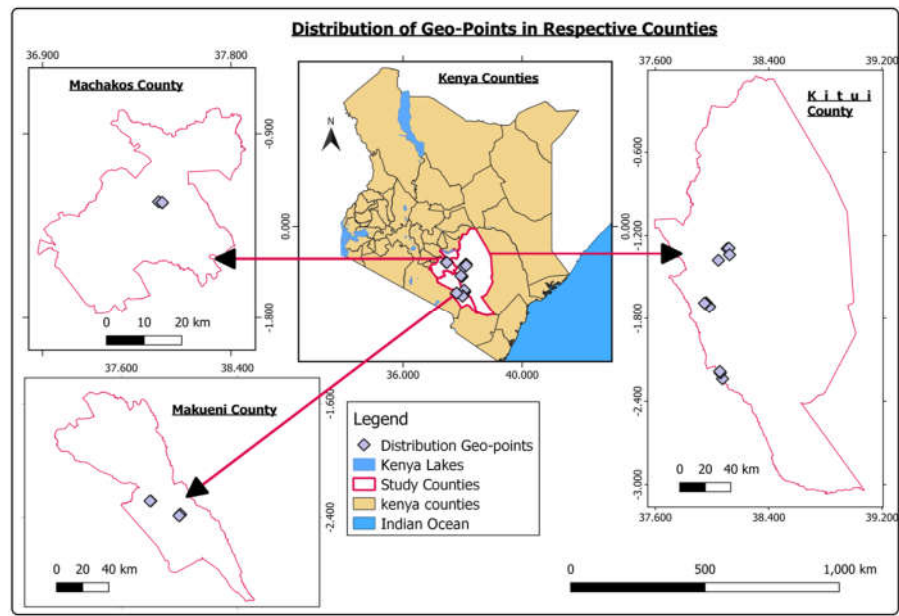 Distribution of Geo-Points in Respective Counties
36.900
37.800
Machakos County
-0.900
-1.800
0
10
20 km
Kenya Counties
N
0.000
0.000
36.000
40.000
37.600
38.400
39.200
K i t u i
County
-0.600
-1.200
-1.800
-2.400
-3.000
0 20 40 km
37.600
38.400
39.200
37.600
38.400
Makueni County
-1.600
-2.400
0 20 40 km
Legend
Distribution Geo-points
Kenya Lakes
Study Counties
kenya counties
Indian Ocean
0
500
1,000 km